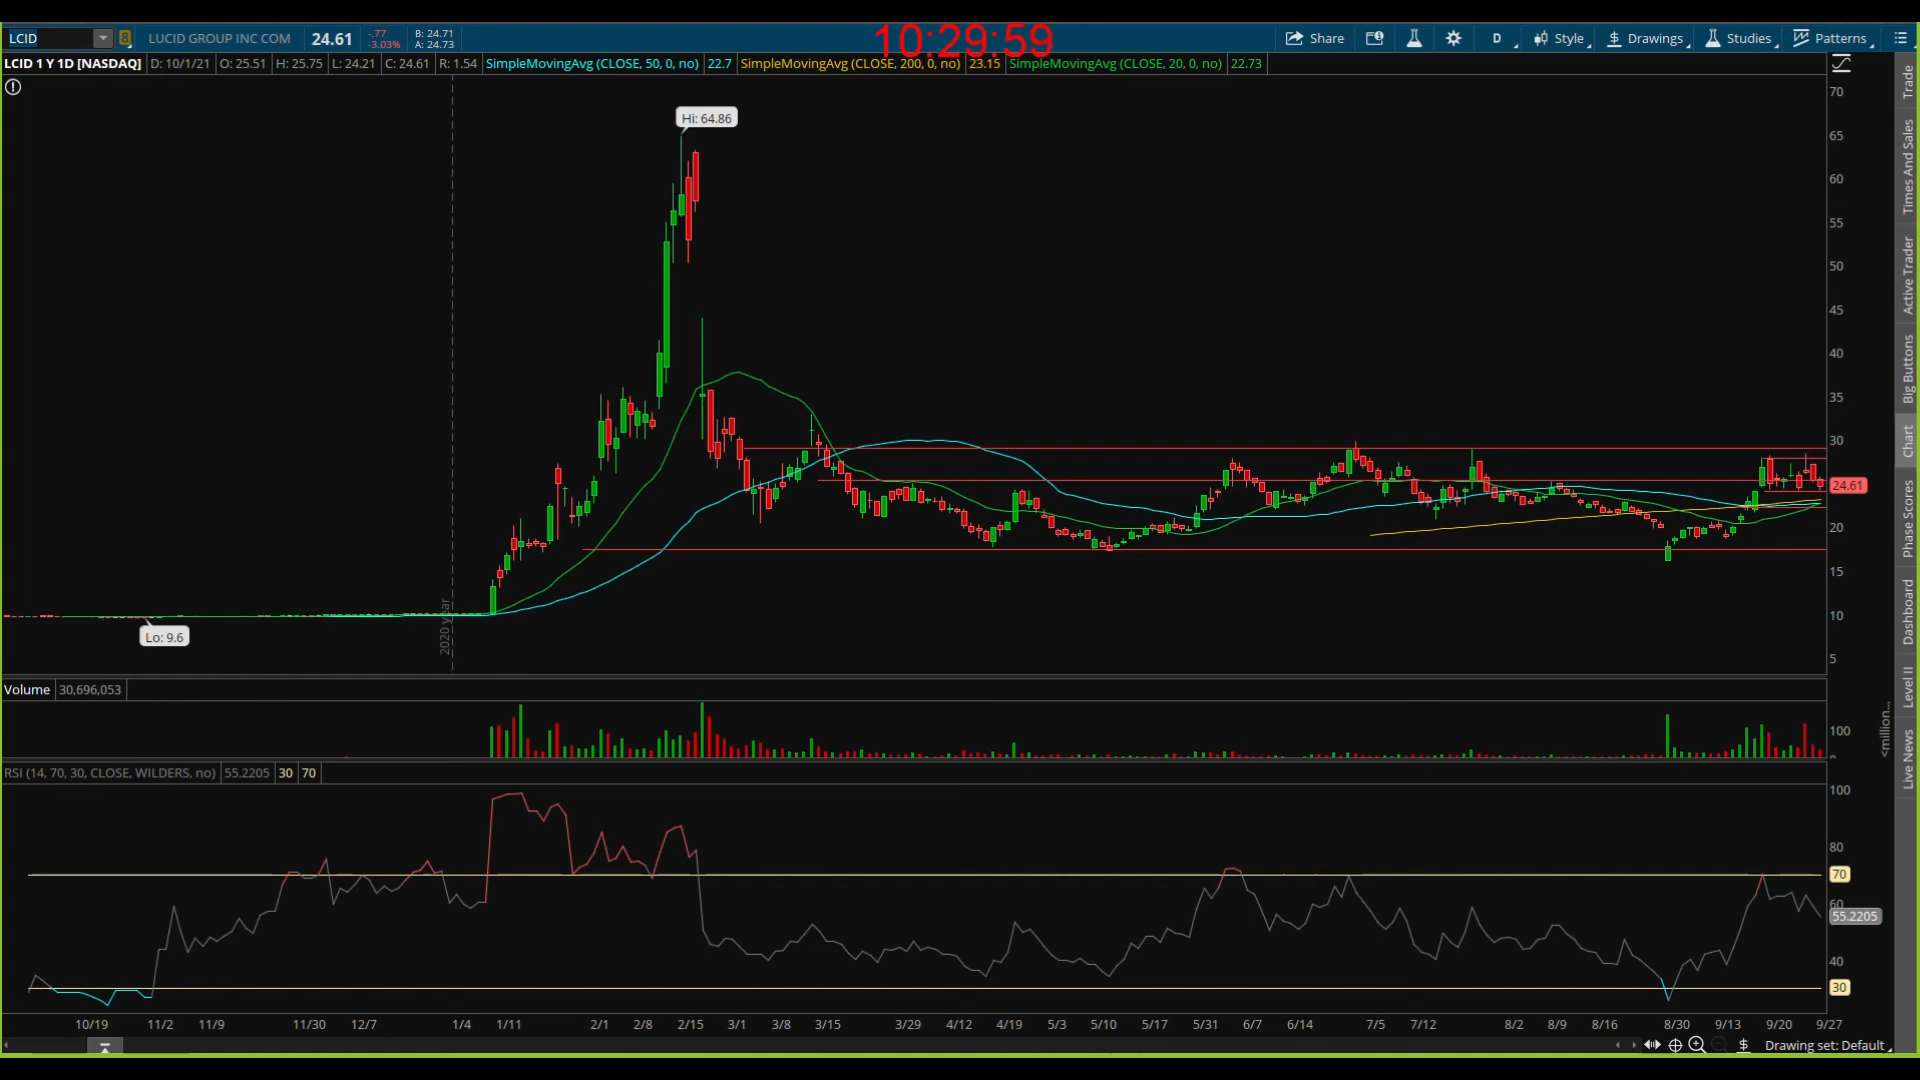 LCID 8 LUCID GROUP INC COM 24.61 -.77 -3.03% B: 24.71 A: 24.73 10:29:59 Share D Style Drawings Studies Patterns
LCID 1 Y 1D [NASDAQ] D: 10/1/21 O: 25.51 H: 25.75 L: 24.21 C: 24.61 R: 1.54 SimpleMovingAvg (CLOSE, 50, 0, no) 22.7 SimpleMovingAvg (CLOSE, 200, 0, no) 23.15 SimpleMovingAvg (CLOSE, 20, 0, no) 22.73
Hi: 64.86
Lo: 9.6
70
65
60
55
50
45
40
35
30
24.61
20
15
10
5
Volume 30,696,053
100
<million...
RSI (14, 70, 30, CLOSE, WILDERS, no) 55.2205 30 70
100
80
70
60
55.2205
40
30
10/19 11/2 11/9 11/30 12/7 1/4 1/11 2/1 2/8 2/15 3/1 3/8 3/15 3/29 4/12 4/19 5/3 5/10 5/17 5/31 6/7 6/14 7/5 7/12 8/2 8/9 8/16 8/30 9/13 9/20 9/27
Drawing set: Default
Trade
Times And Sales
Active Trader
Big Buttons
Chart
Phase Scores
Dashboard
Level II
Live News